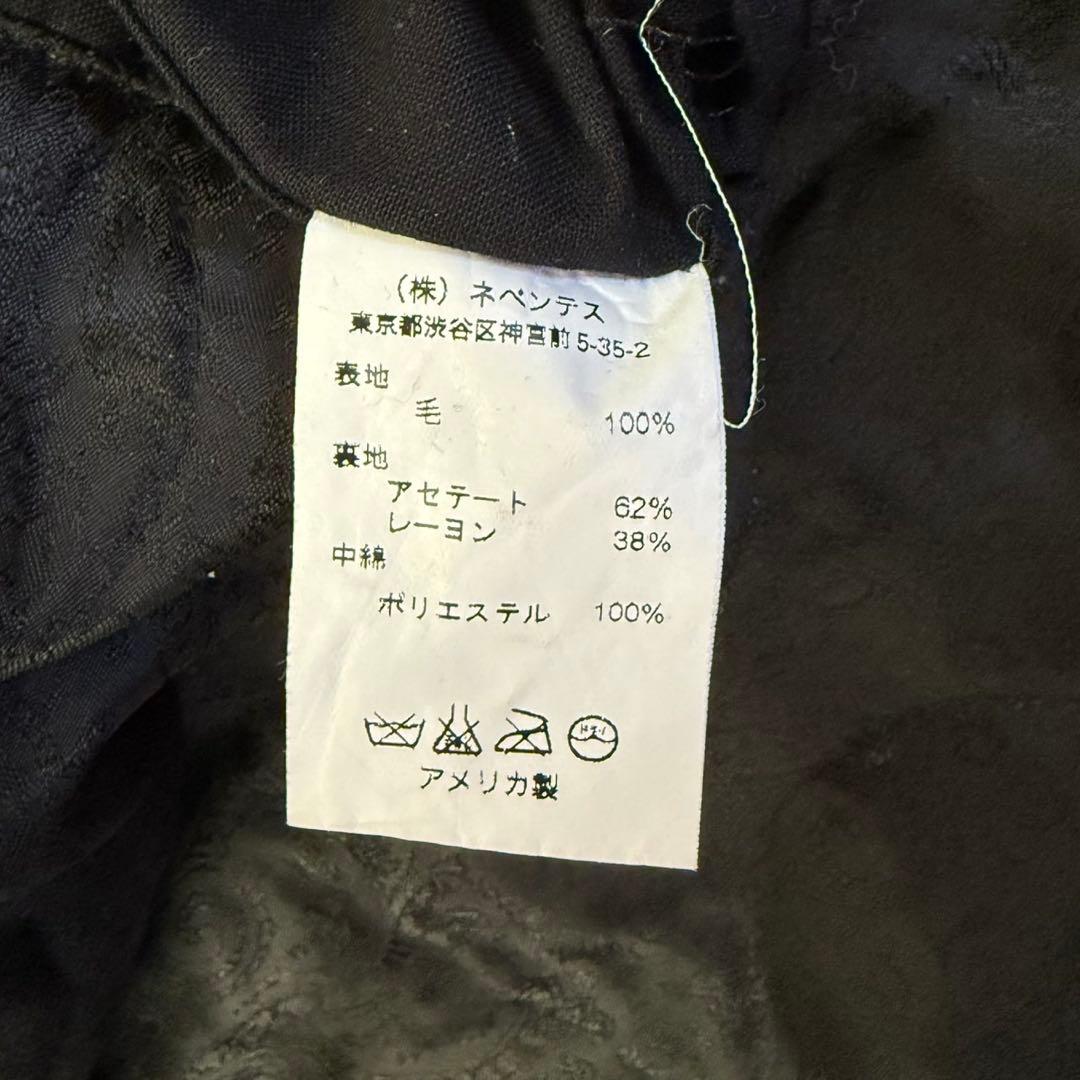 (株) ネペンテス
東京都渋谷区神宮前 5-35-2
表地
毛 100%
裏地
アセテート 62%
レーヨン 38%
中綿
ポリエステル 100%
アメリカ製